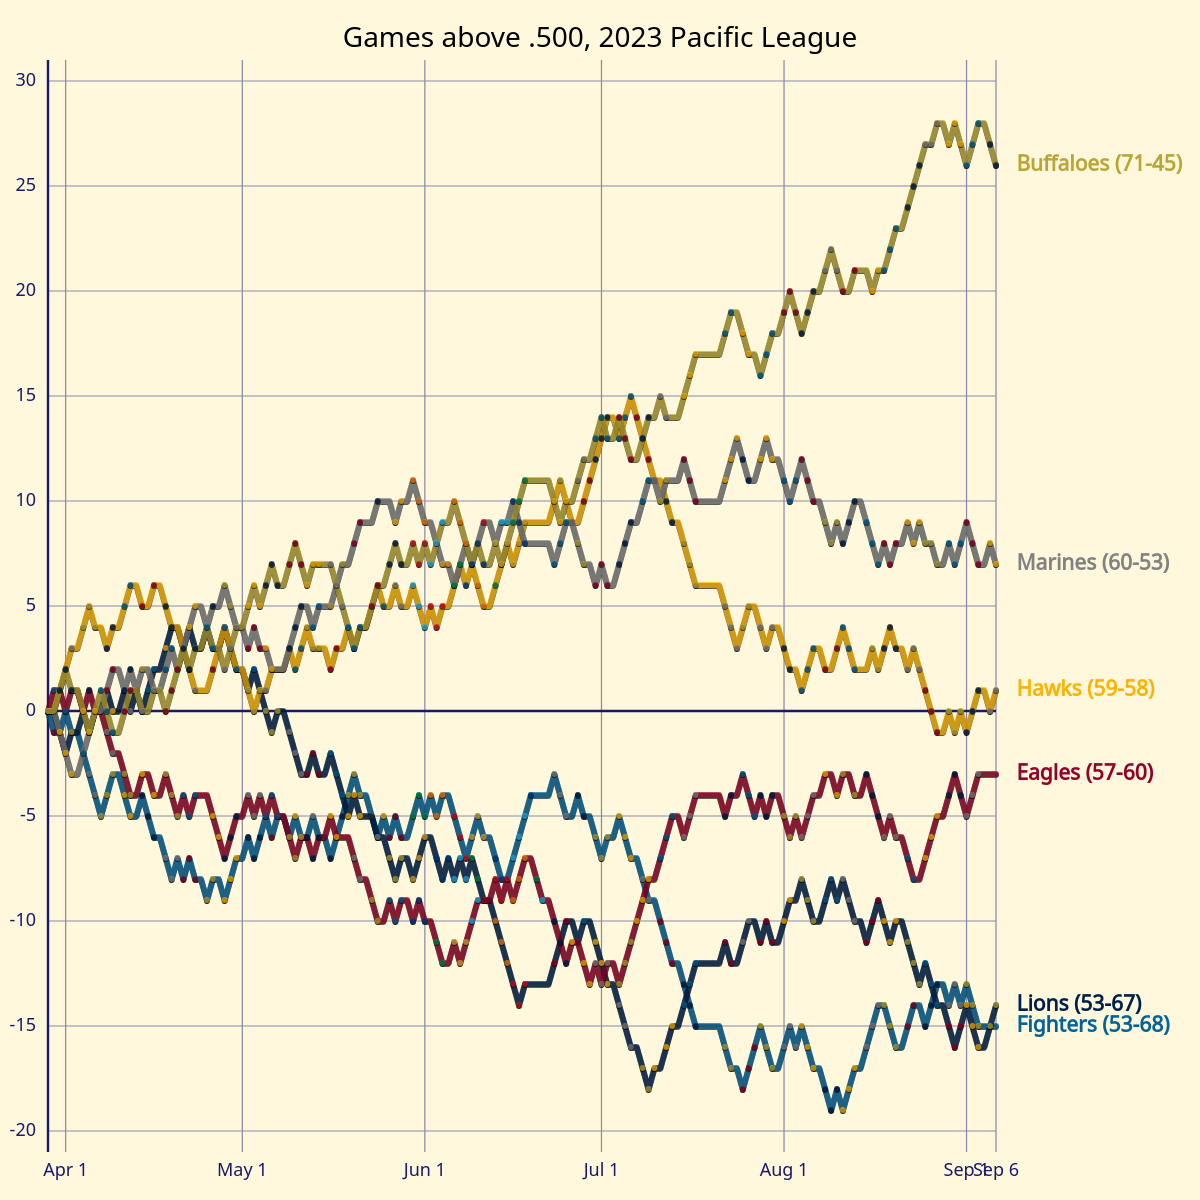 Games above .500, 2023 Pacific League
30
25
20
15
10
5
0
-5
-10
-15
-20
Buffaloes (71-45)
Marines (60-53)
Hawks (59-58)
Eagles (57-60)
Lions (53-67)
Fighters (53-68)
Apr 1
May 1
Jun 1
Jul 1
Aug 1
Sep 1
Sep 6